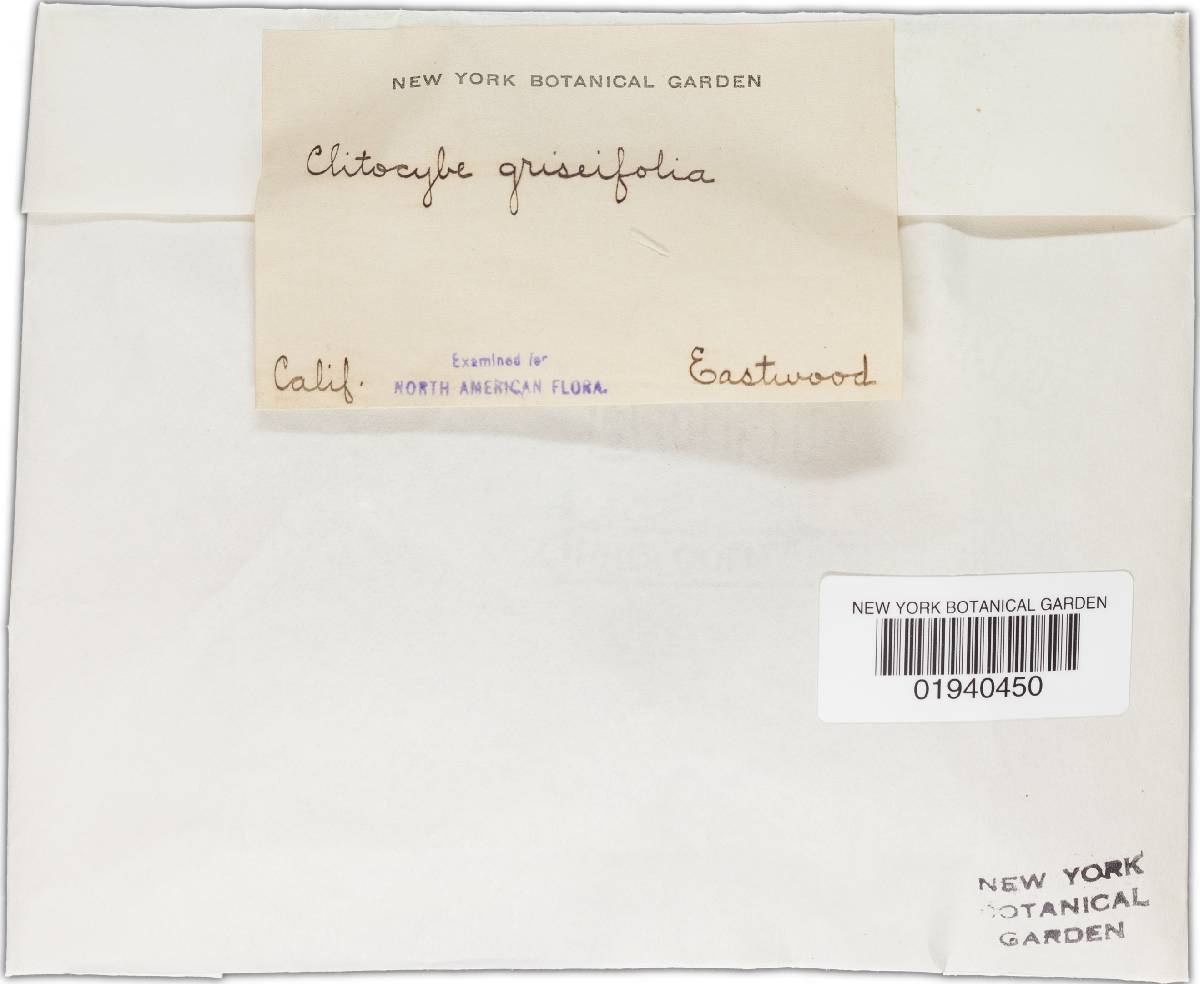 NEW YORK BOTANICAL GARDEN
Clitocybe griseifolia
Calif.
Examined for
NORTH AMERICAN FLORA.
Eastwood
NEW YORK BOTANICAL GARDEN
01940450
NEW YORK
BOTANICAL
GARDEN